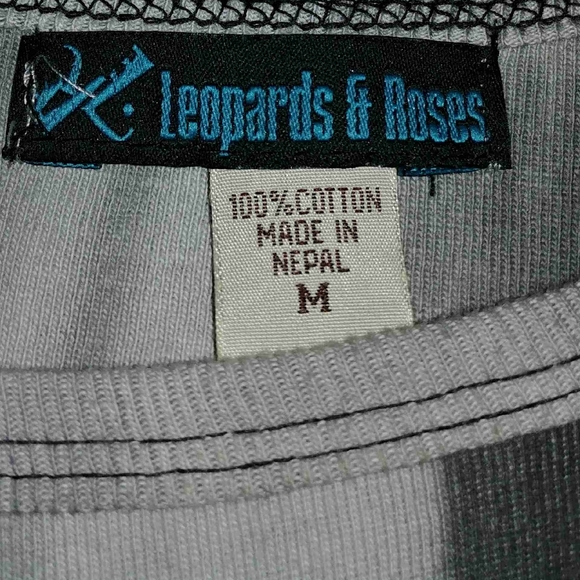 Leopards & Roses
100% COTTON
MADE IN
NEPAL
M